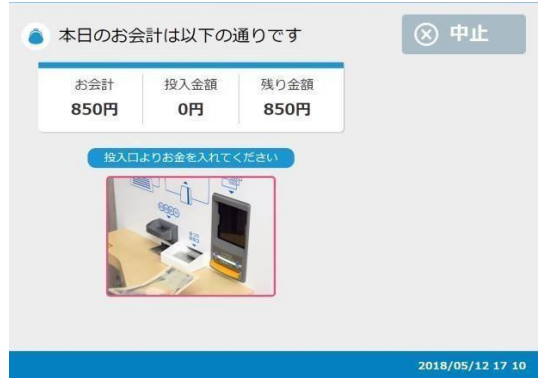 本日のお会計は以下の通りです
中止
お会計 投入金額 残り金額
850円 0円 850円
投入口よりお金を入れてください
2018/05/12 17 10